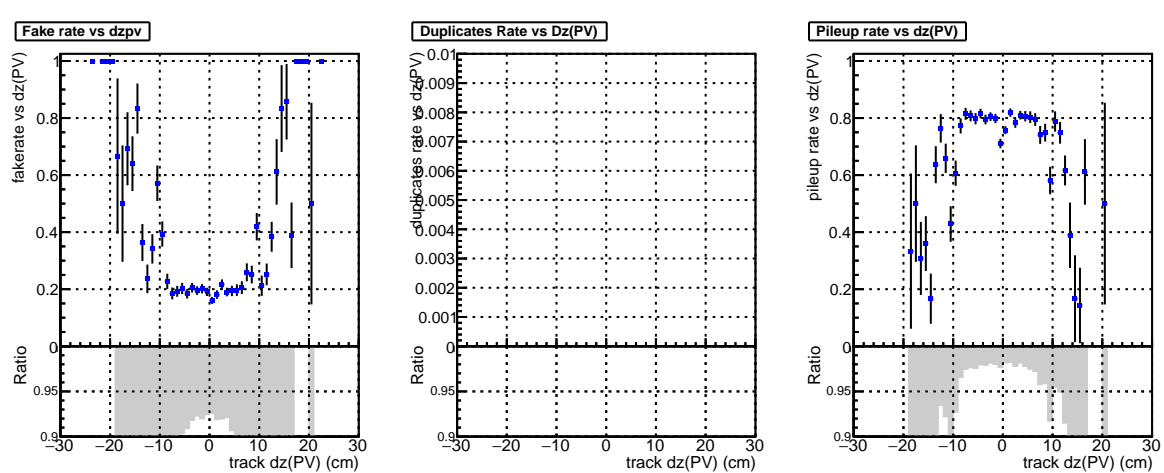 Fake rate vs dzpv
fakerate vs dz(PV)
1
0.8
0.6
0.4
0.2
0
Ratio
0.95
0.9
−30 −20 −10 0 10 20 30
track dz(PV) (cm)
Duplicates Rate vs Dz(PV)
duplicates rate vs dz(PV)
0.01
0.009
0.008
0.007
0.006
0.005
0.004
0.003
0.002
0.001
0
Ratio
0.95
0.9
−30 −20 −10 0 10 20 30
track dz(PV) (cm)
Pileup rate vs dz(PV)
pileup rate vs dz(PV)
1
0.8
0.6
0.4
0.2
0
Ratio
0.95
0.9
−30 −20 −10 0 10 20 30
track dz(PV) (cm)